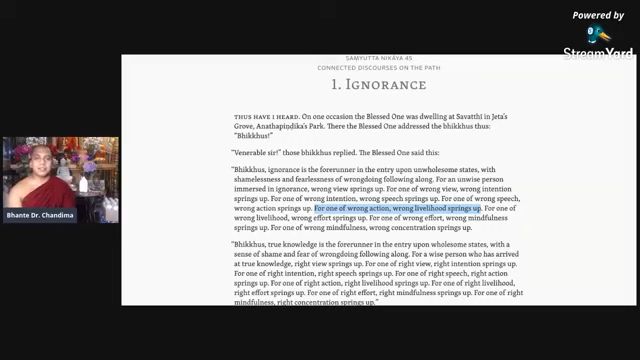 Powered by
StreamYard
SAṂYUTTA NIKĀYA 45
CONNECTED DISCOURSES ON THE PATH
1. IGNORANCE
THUS HAVE I HEARD. On one occasion the Blessed One was dwelling at Savatthī in Jeta's
Grove, Anathapiṇḍika's Park. There the Blessed One addressed the bhikkhus thus:
"Bhikkhus!"
"Venerable sir!" those bhikkhus replied. The Blessed One said this:
"Bhikkhus, ignorance is the forerunner in the entry upon unwholesome states, with
shamelessness and fearlessness of wrongdoing following along. For an unwise person
immersed in ignorance, wrong view springs up. For one of wrong view, wrong intention
springs up. For one of wrong intention, wrong speech springs up. For one of wrong speech,
wrong action springs up. For one of wrong action, wrong livelihood springs up. For one of
wrong livelihood, wrong effort springs up. For one of wrong effort, wrong mindfulness
springs up. For one of wrong mindfulness, wrong concentration springs up.
"Bhikkhus, true knowledge is the forerunner in the entry upon wholesome states, with a
sense of shame and fear of wrongdoing following along. For a wise person who has arrived
at true knowledge, right view springs up. For one of right view, right intention springs up.
For one of right intention, right speech springs up. For one of right speech, right action
springs up. For one of right action, right livelihood springs up. For one of right livelihood,
right effort springs up. For one of right effort, right mindfulness springs up. For one of right
mindfulness, right concentration springs up."
Bhante Dr. Chandima